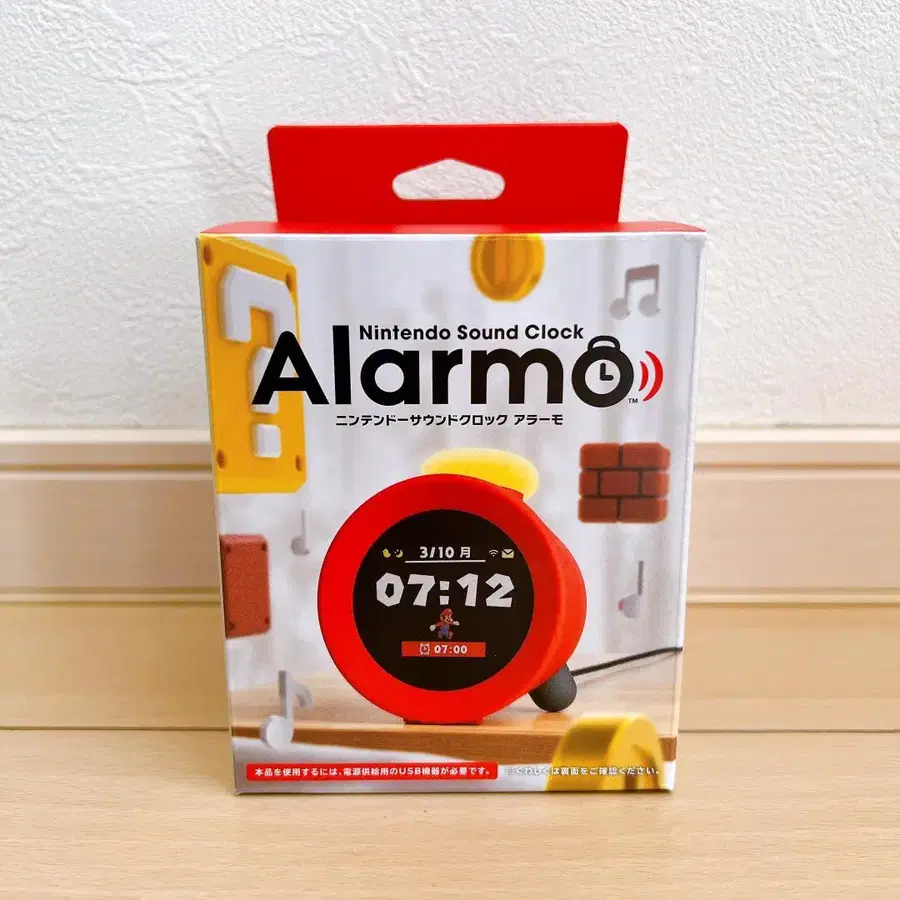 Nintendo Sound Clock
Alarmo
TM
ニンテンドーサウンドクロック アラーモ
3/10 月
07:12
07:00
本品を使用するには、電源供給用のUSB機器が必要です。
※くわしくは裏面をご確認ください。